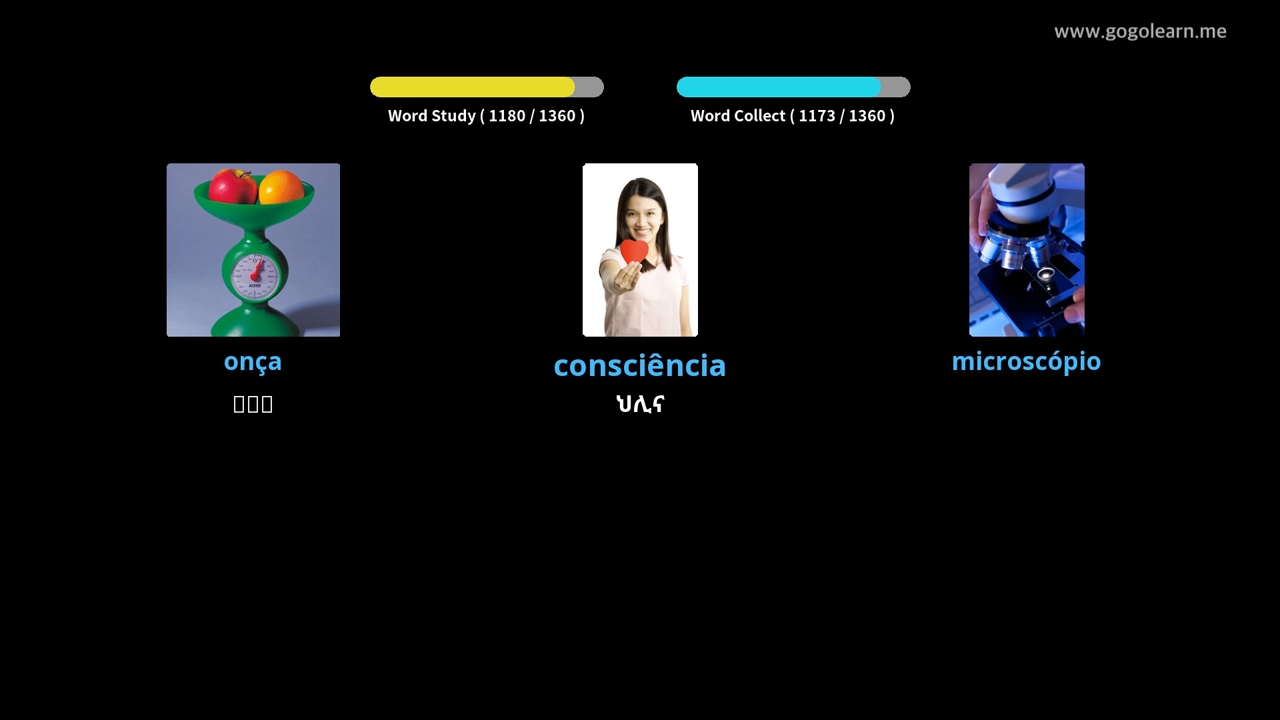 www.gogolearn.me
Word Study ( 1180 / 1360 )
Word Collect ( 1173 / 1360 )
onça
consciência
microscópio
ህሊና